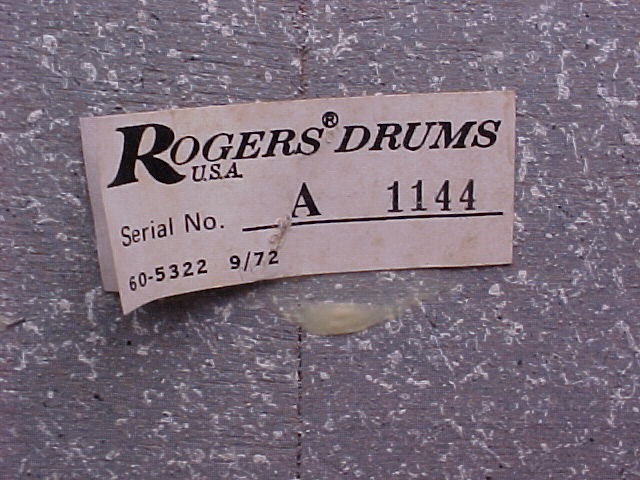 ROGERS® DRUMS
U.S.A.
Serial No. A 1144
60-5322 9/72